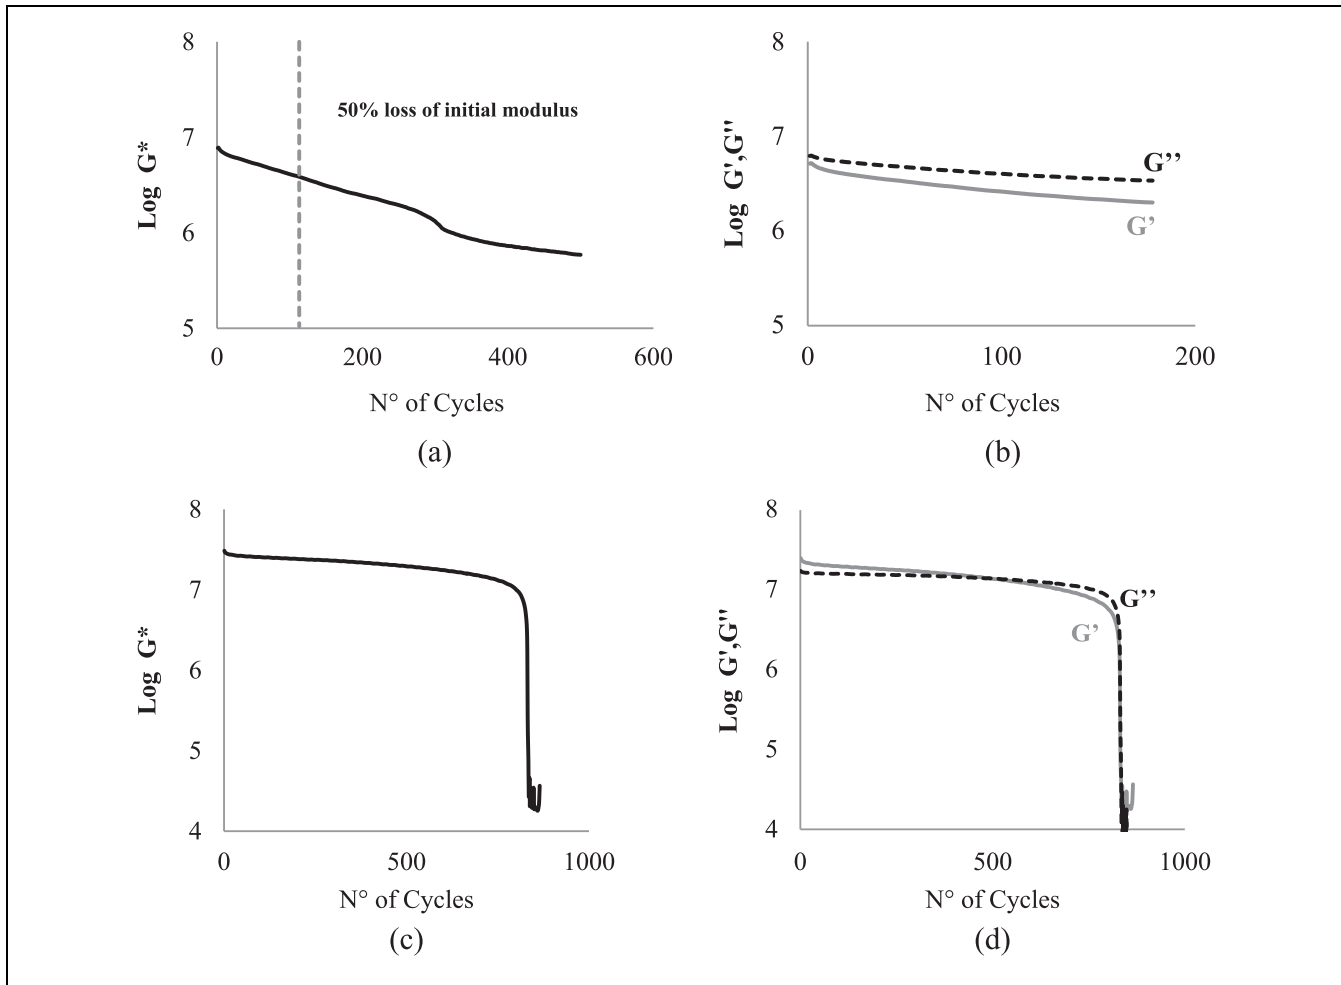 8
7
6
5
Log G*
50% loss of initial modulus
0 200 400 600
N° of Cycles
(a)
8
7
6
5
Log G',G''
G’’
G’
0 100 200
N° of Cycles
(b)
8
7
6
5
4
Log G*
0 500 1000
N° of Cycles
(c)
8
7
6
5
4
Log G',G''
G’’
G’
0 500 1000
N° of Cycles
(d)